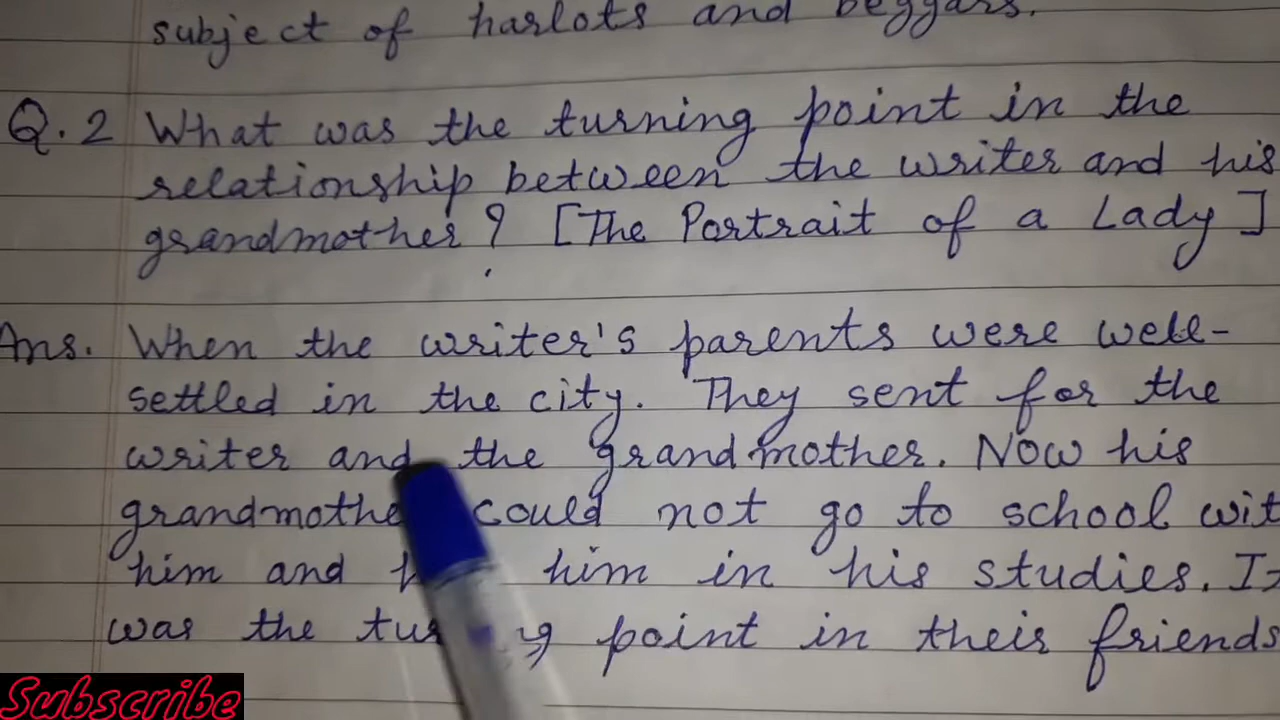 subject of harlots and beggars.
Q.2 What was the turning point in the
relationship between the writer and his
grandmother? [The Portrait of a Lady]
Ans. When the writer's parents were well-
settled in the city. They sent for the
writer and the grandmother. Now his
grandmothe could not go to school wit
him and him in his studies. It
was the point in their friends
Subscribe